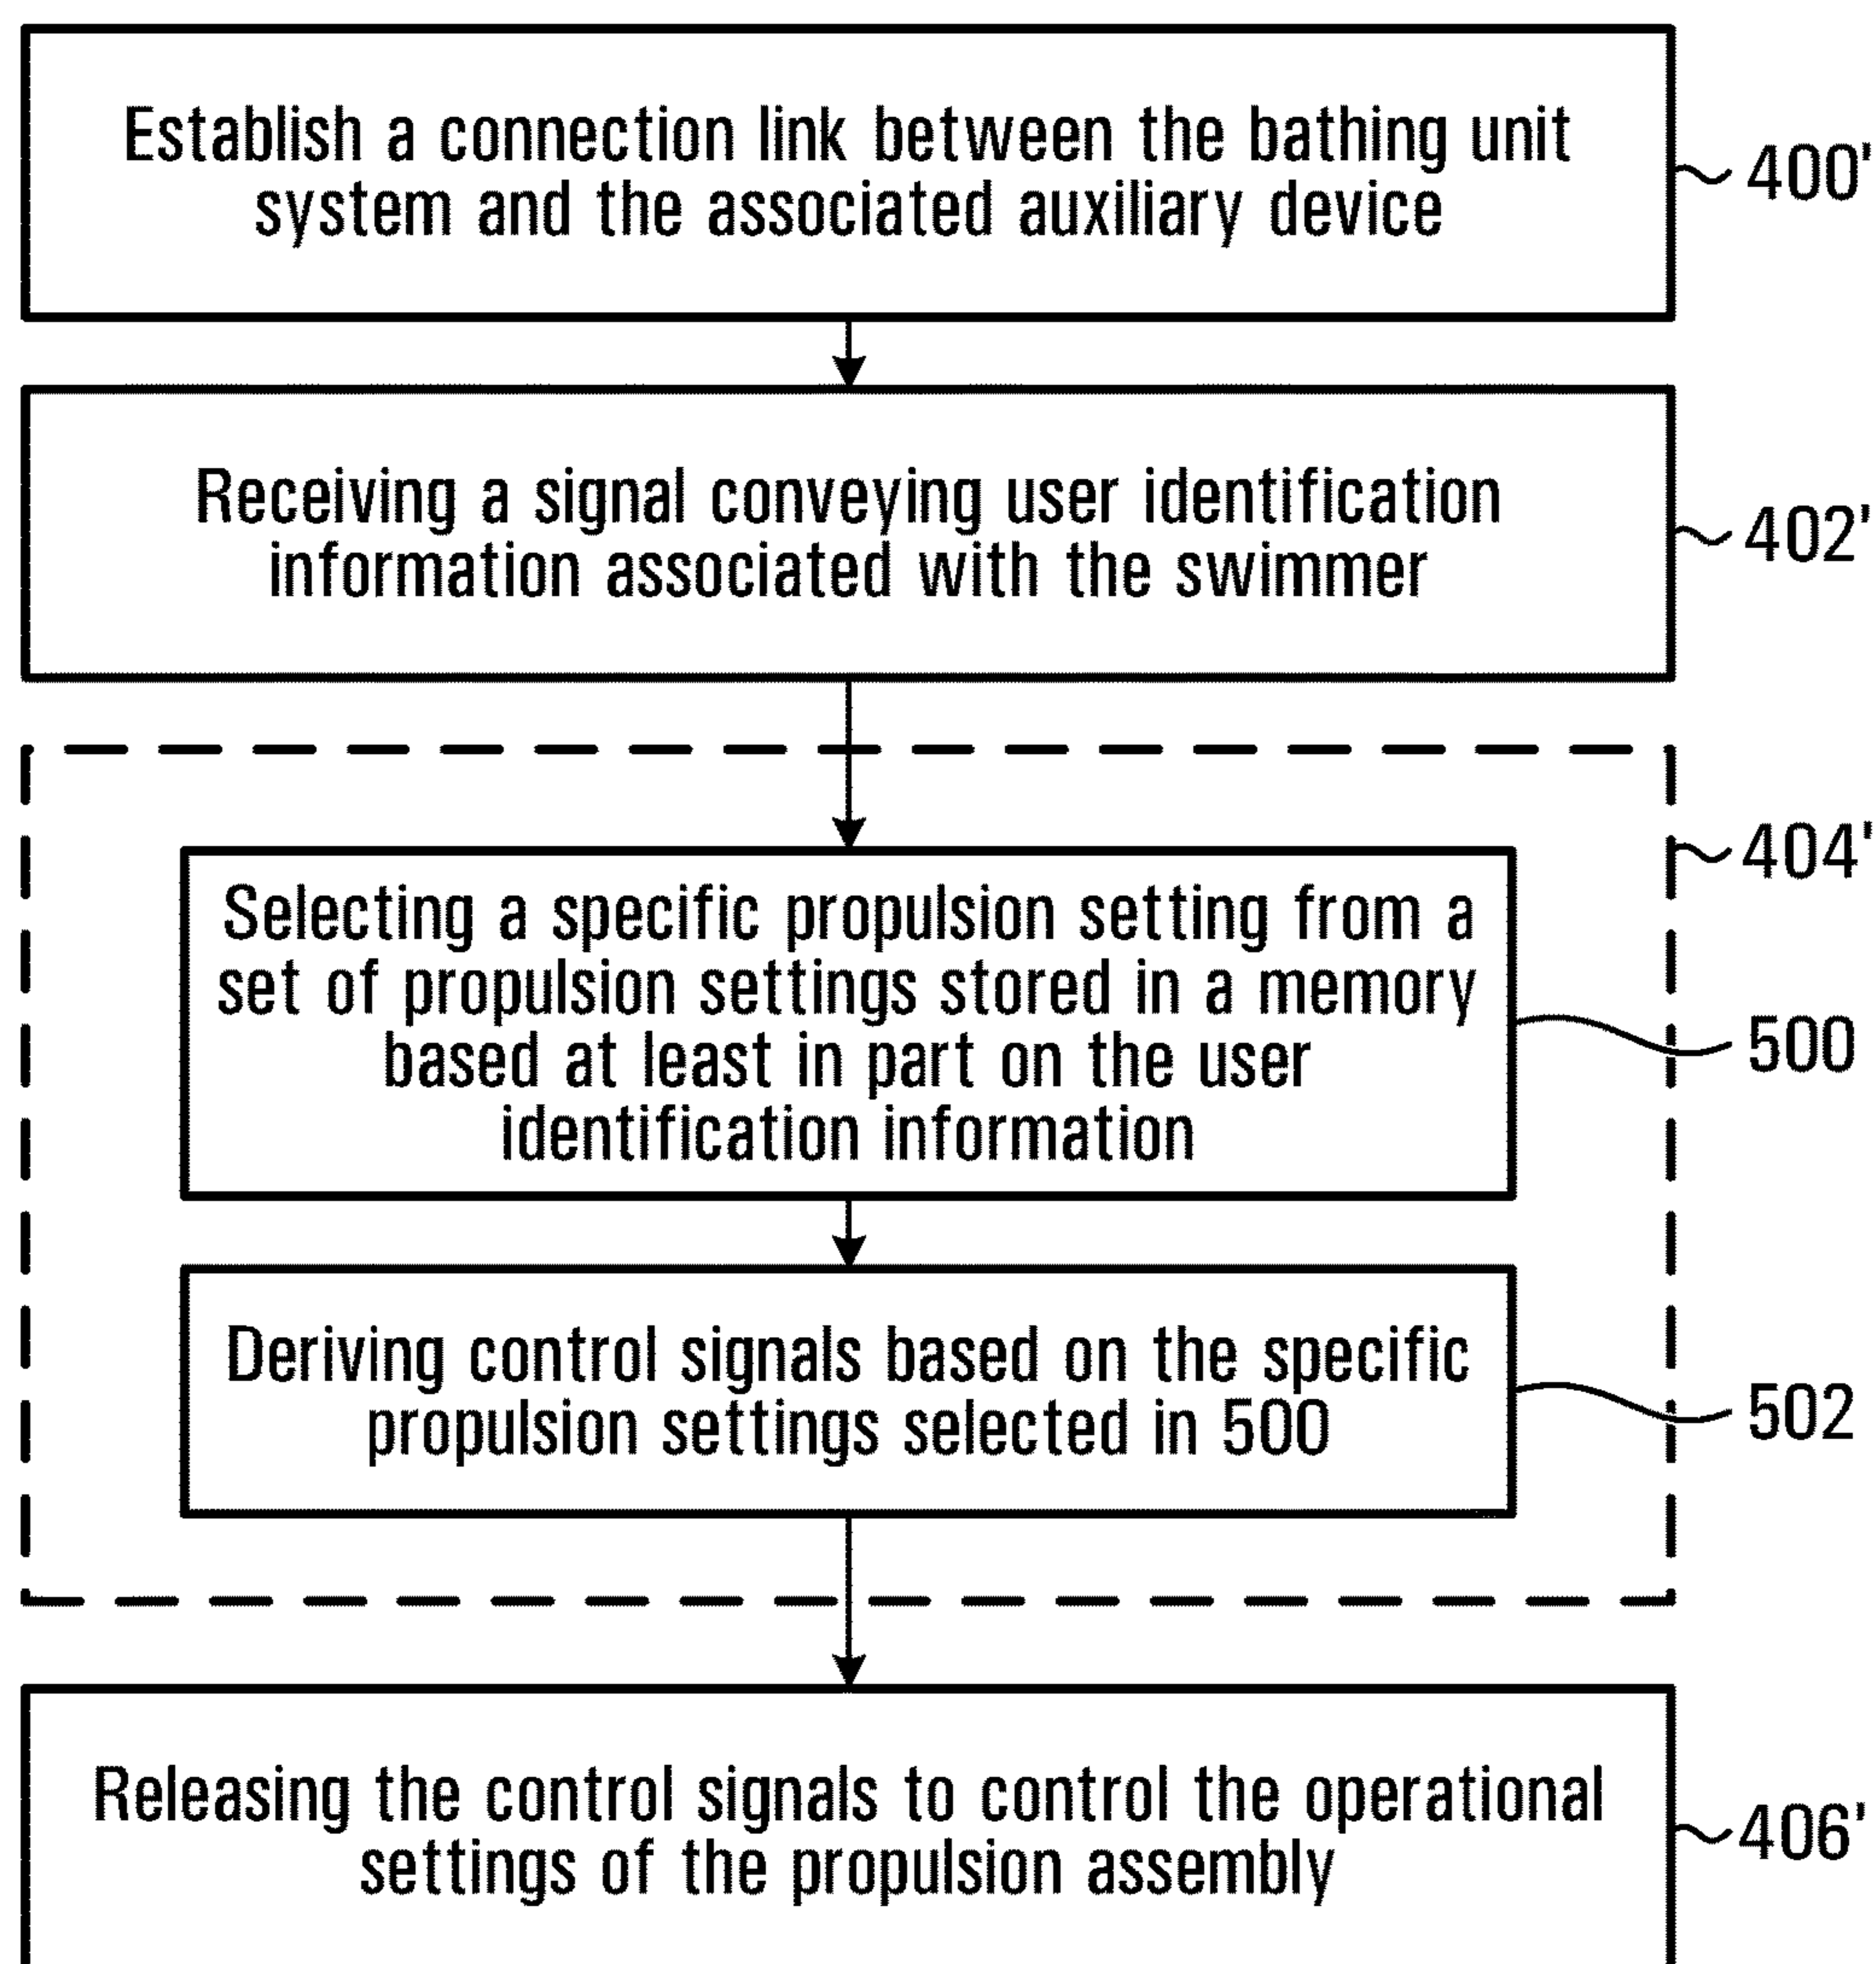 Establish a connection link between the bathing unit
system and the associated auxiliary device
400'
Receiving a signal conveying user identification
information associated with the swimmer
402'
404'
Selecting a specific propulsion setting from a
set of propulsion settings stored in a memory
based at least in part on the user
identification information
500
Deriving control signals based on the specific
propulsion settings selected in 500
502
Releasing the control signals to control the operational
settings of the propulsion assembly
406'